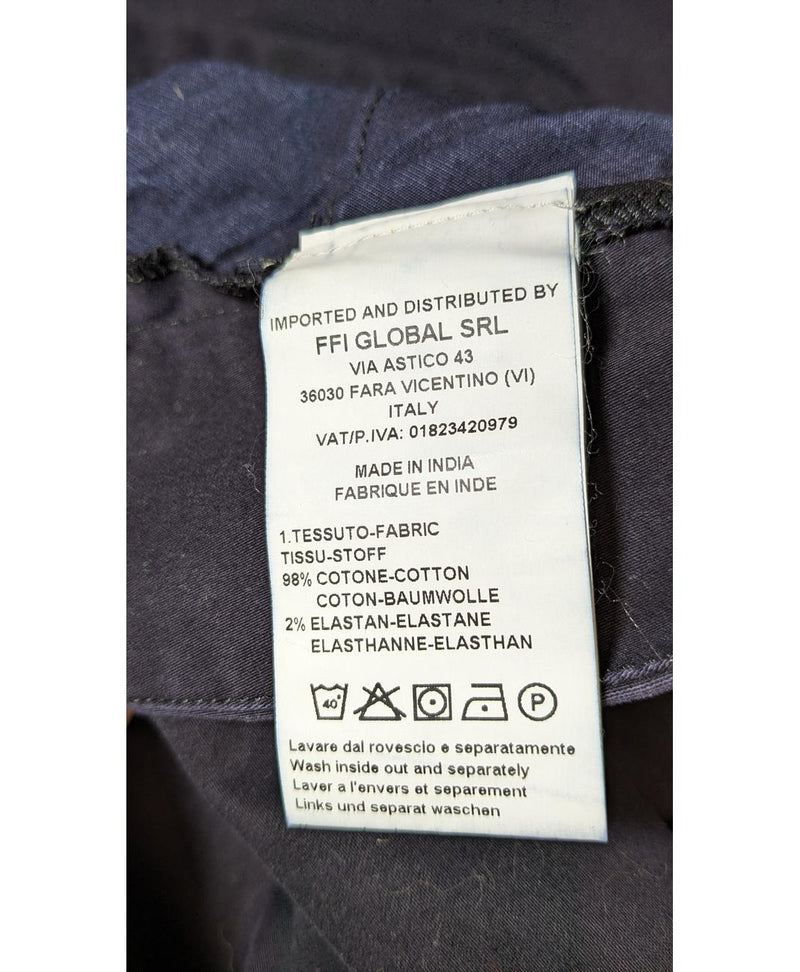 IMPORTED AND DISTRIBUTED BY
FFI GLOBAL SRL
VIA ASTICO 43
36030 FARA VICENTINO (VI)
ITALY
VAT/P.IVA: 01823420979
MADE IN INDIA
FABRIQUE EN INDE
1.TESSUTO-FABRIC
TISSU-STOFF
98% COTONE-COTTON
COTON-BAUMWOLLE
2% ELASTAN-ELASTANE
ELASTHANNE-ELASTHAN
40° P
Lavare dal rovescio e separatamente
Wash inside out and separately
Laver a l'envers et separement
Links und separat waschen